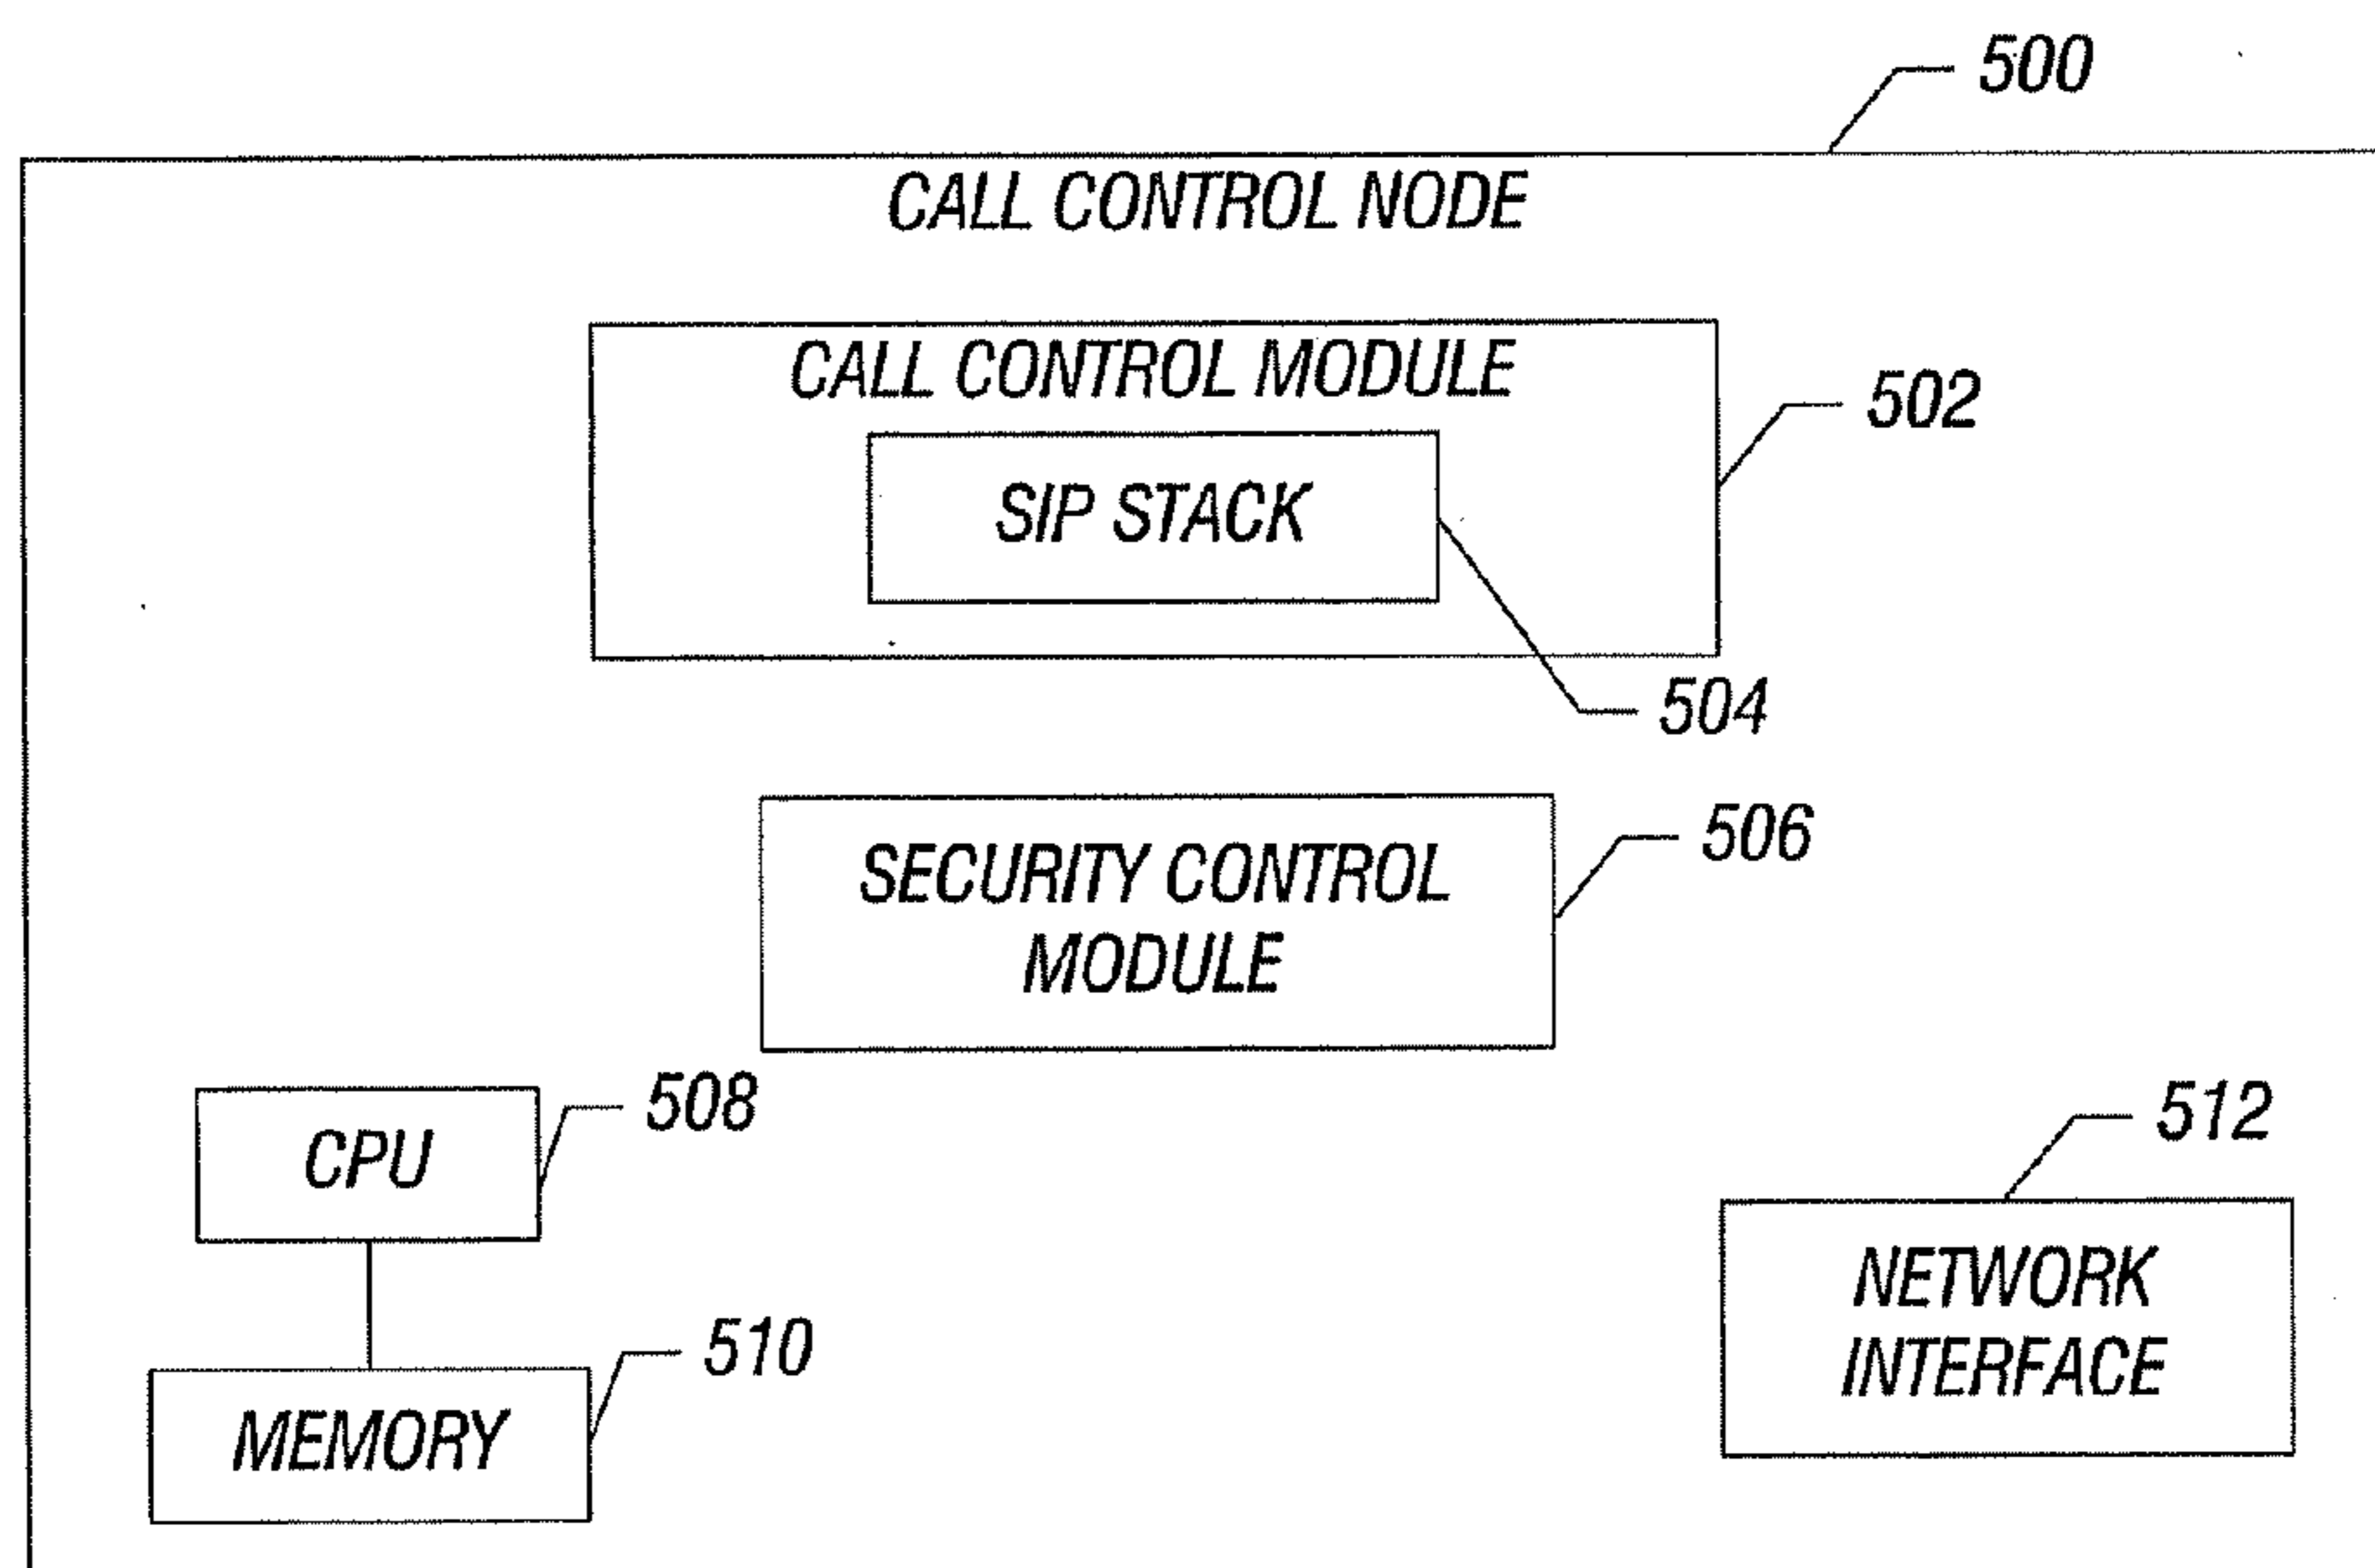 500
CALL CONTROL NODE
CALL CONTROL MODULE
502
SIP STACK
504
506
SECURITY CONTROL
MODULE
508
CPU
512
NETWORK
INTERFACE
510
MEMORY